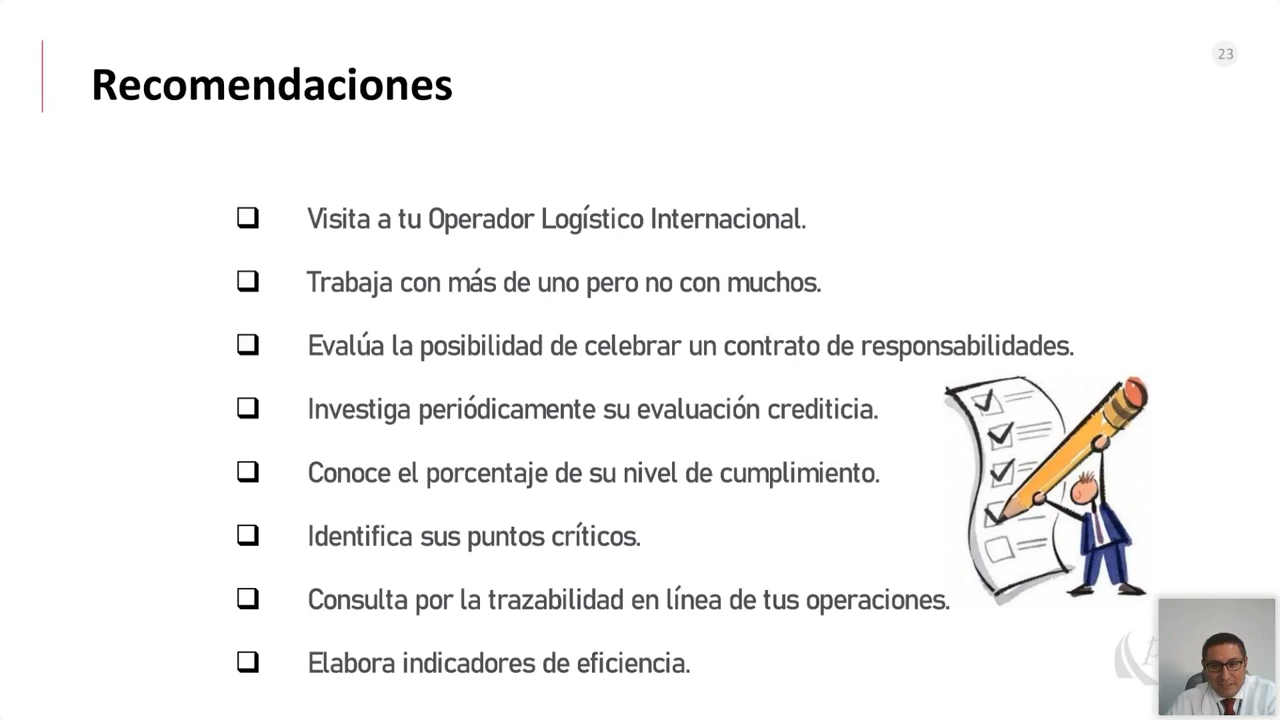 23
Recomendaciones
Visita a tu Operador Logístico Internacional.
Trabaja con más de uno pero no con muchos.
Evalúa la posibilidad de celebrar un contrato de responsabilidades.
Investiga periódicamente su evaluación crediticia.
Conoce el porcentaje de su nivel de cumplimiento.
Identifica sus puntos críticos.
Consulta por la trazabilidad en línea de tus operaciones.
Elabora indicadores de eficiencia.